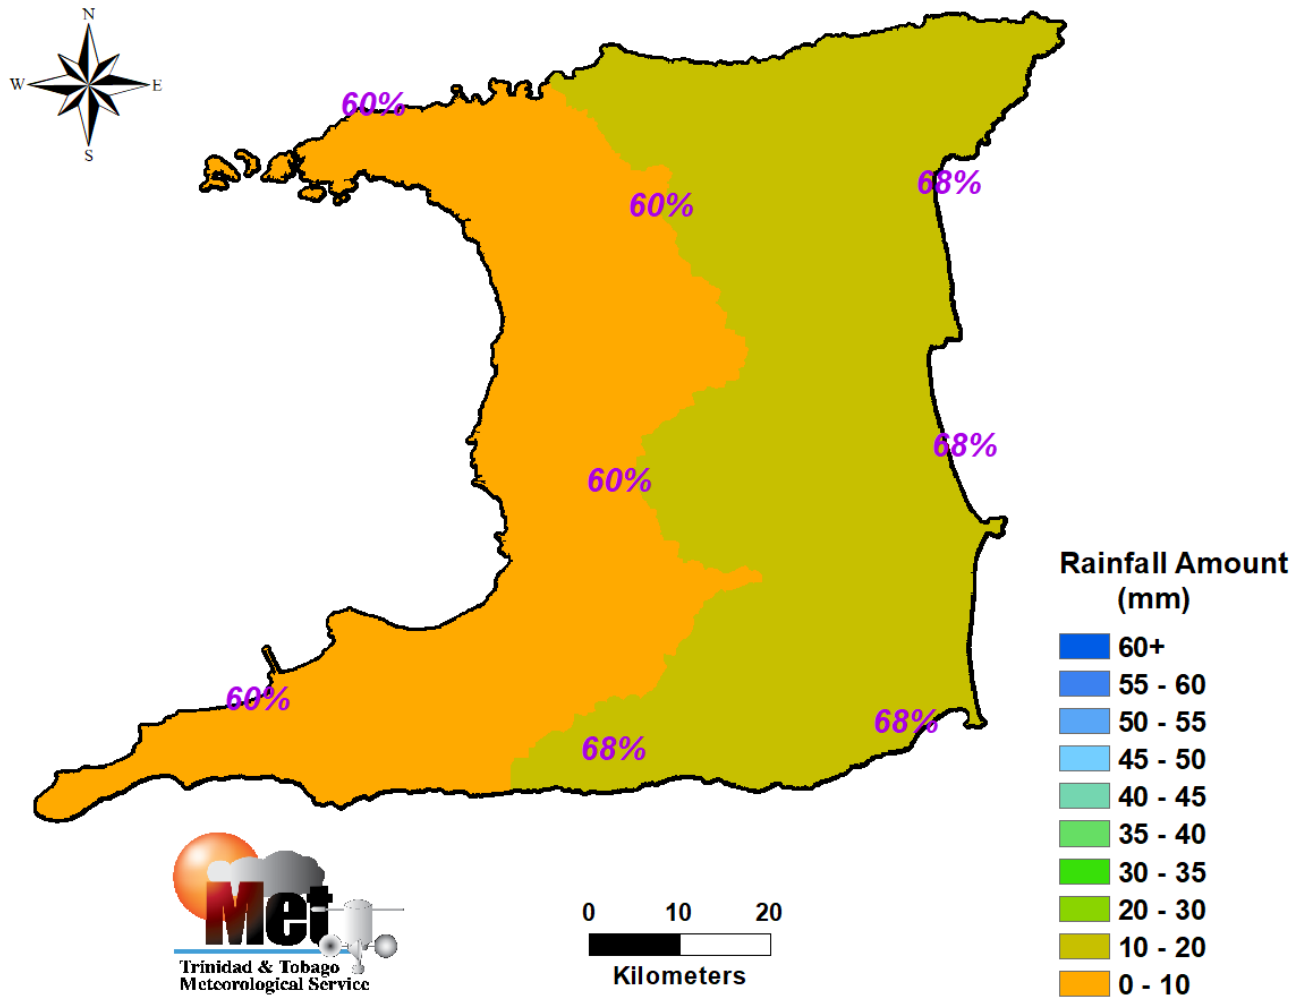 N
W E
S
60%
60%
68%
68%
60%
60%
68%
68%
Rainfall Amount
(mm)
60+
55 - 60
50 - 55
45 - 50
40 - 45
35 - 40
30 - 35
20 - 30
10 - 20
0 - 10
Met
Trinidad & Tobago
Meteorological Service
0 10 20
Kilometers